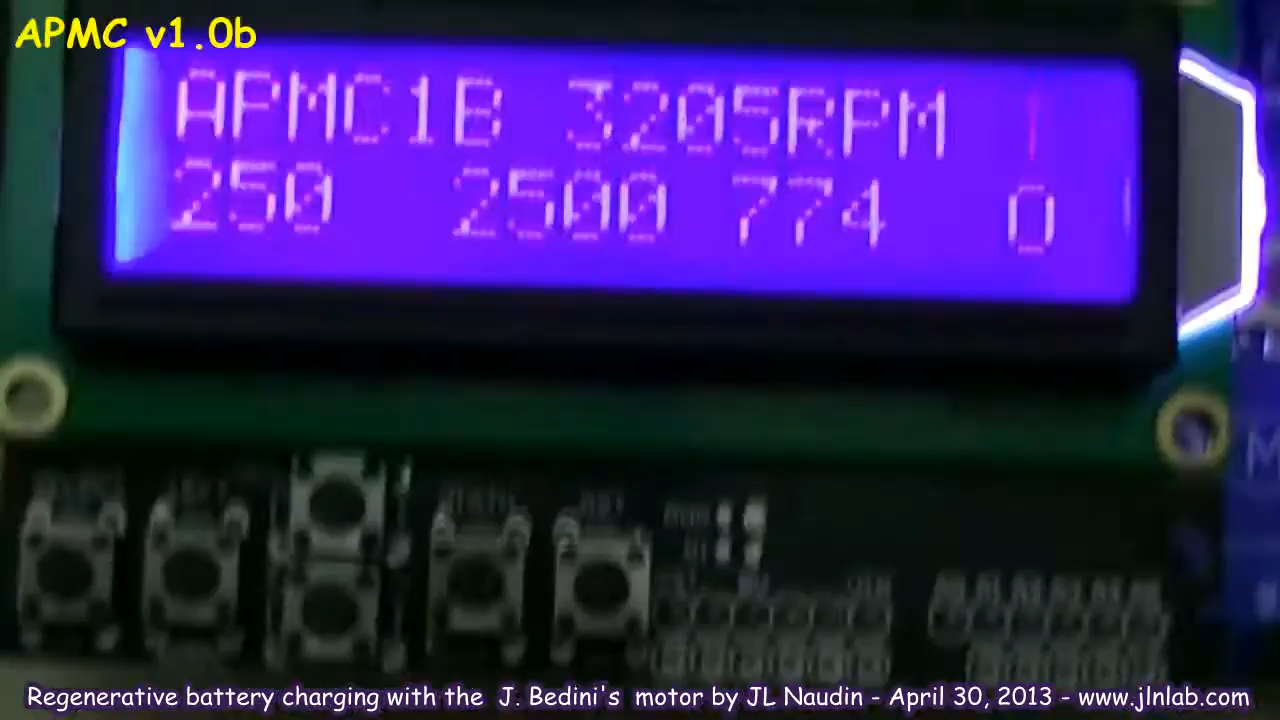 APMC v1.0b
APMC1B 3205RPM
250 2500 774 0
Regenerative battery charging with the J. Bedini's motor by JL Naudin - April 30, 2013 - www.jlnlab.com